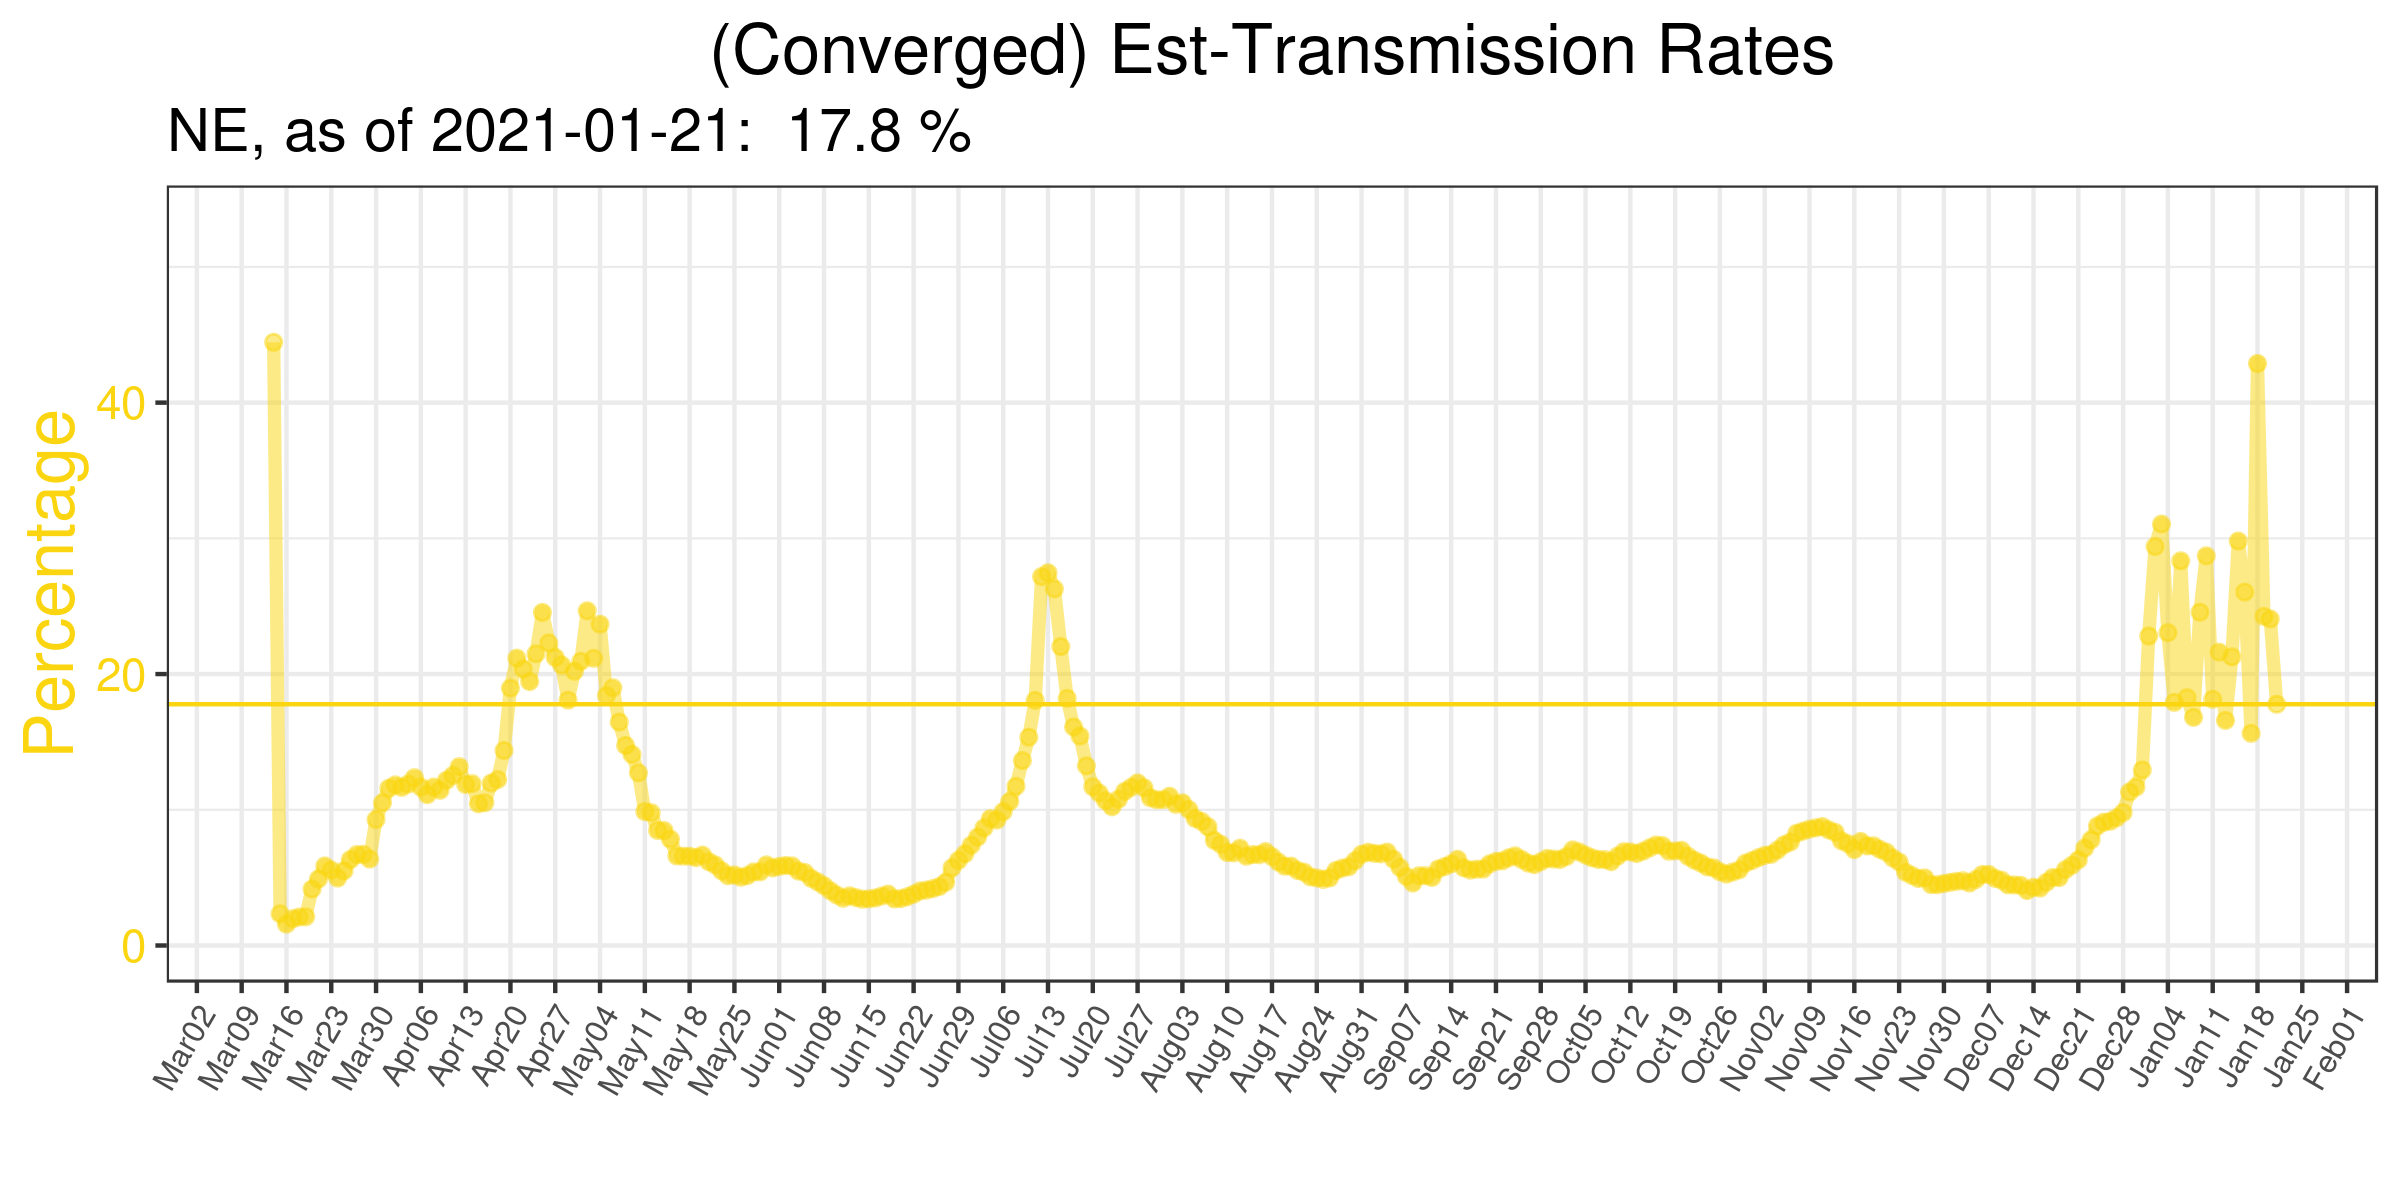 (Converged) Est-Transmission Rates
NE, as of 2021-01-21:  17.8 %
Percentage
40
20
0
Mar02
Mar09
Mar16
Mar23
Mar30
Apr06
Apr13
Apr20
Apr27
May04
May11
May18
May25
Jun01
Jun08
Jun15
Jun22
Jun29
Jul06
Jul13
Jul20
Jul27
Aug03
Aug10
Aug17
Aug24
Aug31
Sep07
Sep14
Sep21
Sep28
Oct05
Oct12
Oct19
Oct26
Nov02
Nov09
Nov16
Nov23
Nov30
Dec07
Dec14
Dec21
Dec28
Jan04
Jan11
Jan18
Jan25
Feb01